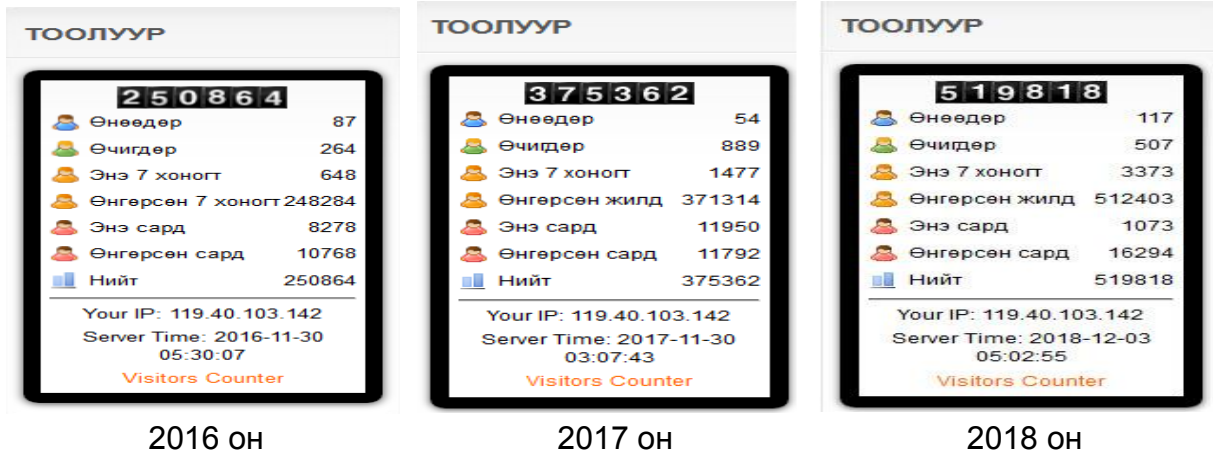 ТООЛУУР
250864
Өнөөдөр 87
Өчигдөр 264
Энэ 7 хоногт 648
Өнгөрсөн 7 хоногт 248284
Энэ сард 8278
Өнгөрсөн сард 10768
Нийт 250864
Your IP: 119.40.103.142
Server Time: 2016-11-30
05:30:07
Visitors Counter
2016 он
ТООЛУУР
375362
Өнөөдөр 54
Өчигдөр 889
Энэ 7 хоногт 1477
Өнгөрсөн жилд 371314
Энэ сард 11950
Өнгөрсөн сард 11792
Нийт 375362
Your IP: 119.40.103.142
Server Time: 2017-11-30
03:07:43
Visitors Counter
2017 он
ТООЛУУР
519818
Өнөөдөр 117
Өчигдөр 507
Энэ 7 хоногт 3373
Өнгөрсөн жилд 512403
Энэ сард 1073
Өнгөрсөн сард 16294
Нийт 519818
Your IP: 119.40.103.142
Server Time: 2018-12-03
05:02:55
Visitors Counter
2018 он